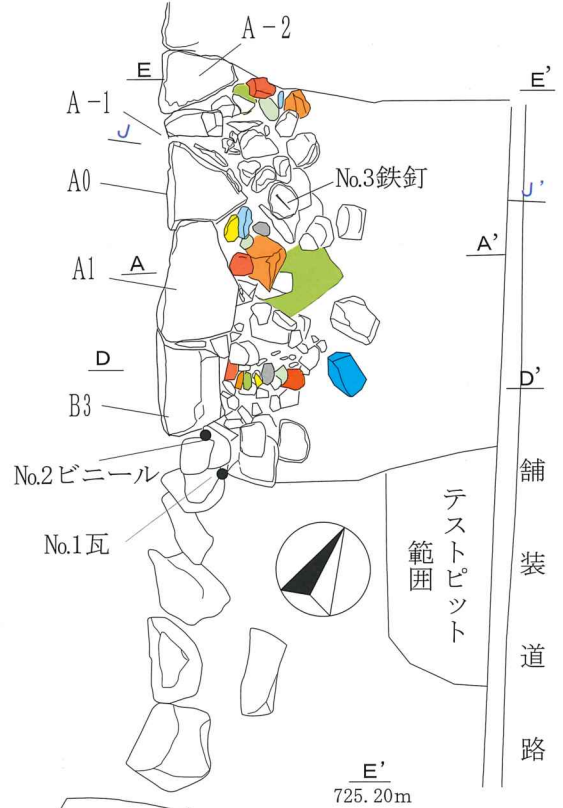 A-2
E
E'
A-1
J
J'
A0
No.3鉄釘
A1
A
A'
D
D'
B3
No.2ビニール
No.1瓦
テストピット
範囲
舗装道路
E'
725.20m